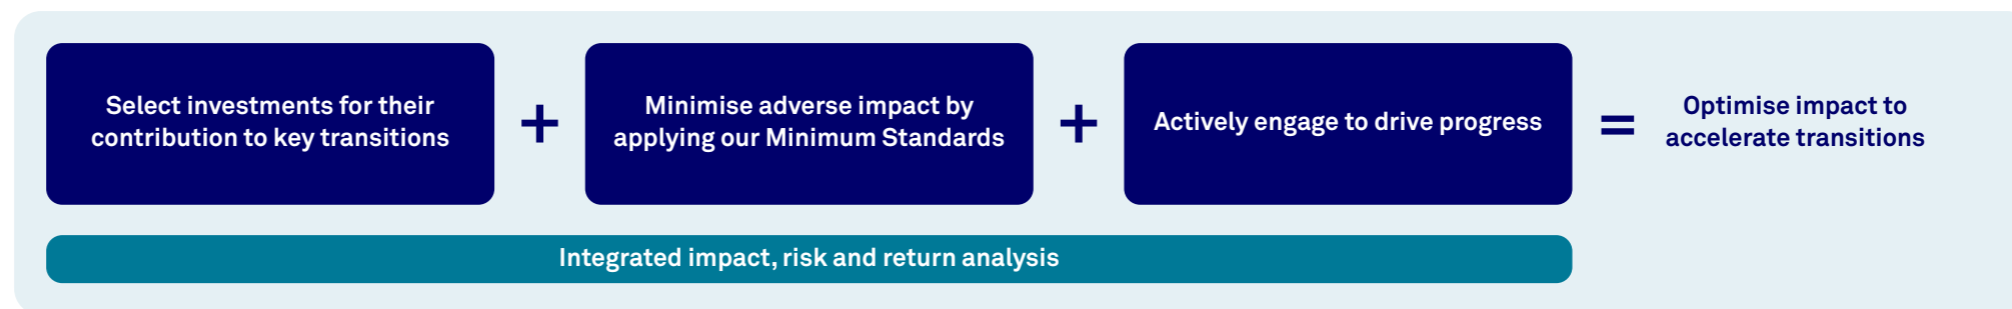 Select investments for their
contribution to key transitions
+
Minimise adverse impact by
applying our Minimum Standards
+
Actively engage to drive progress
=
Optimise impact to
accelerate transitions
Integrated impact, risk and return analysis